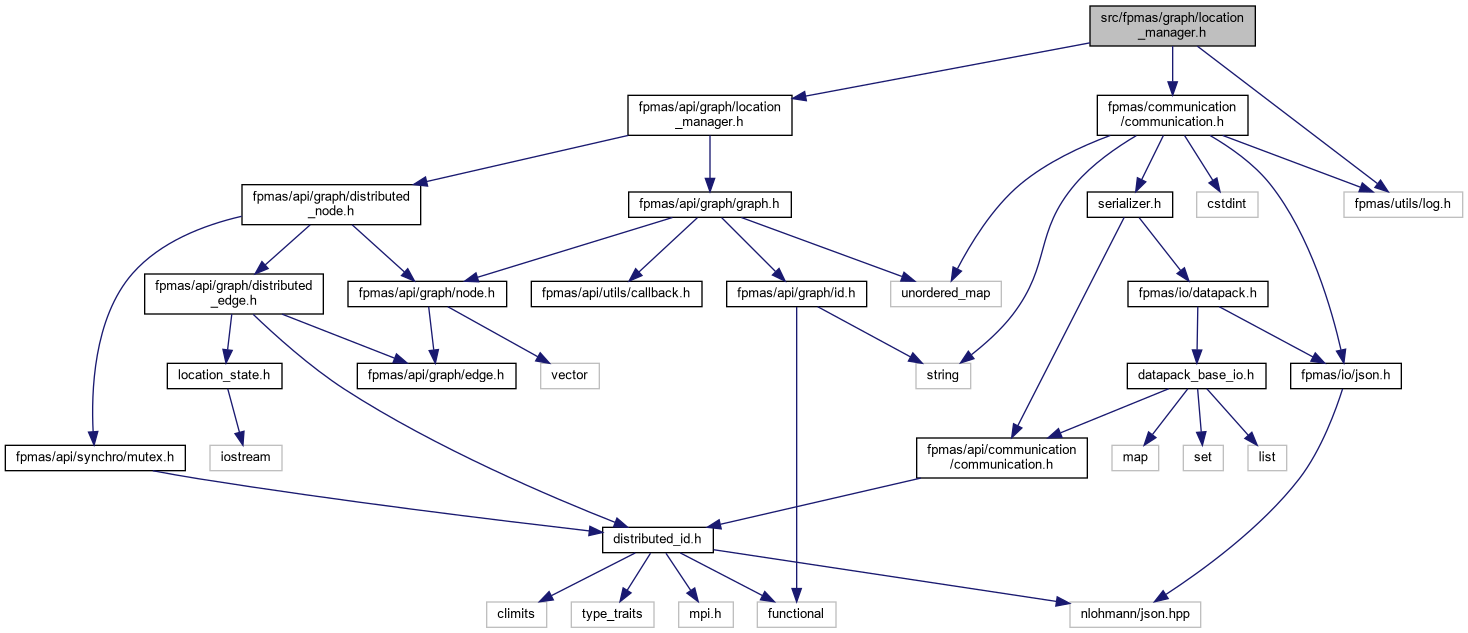 src/fpmas/graph/location
_manager.h
fpmas/api/graph/location
_manager.h
fpmas/communication
/communication.h
fpmas/api/graph/distributed
_node.h
fpmas/api/graph/graph.h
serializer.h
cstdint
fpmas/utils/log.h
fpmas/api/graph/distributed
_edge.h
fpmas/api/graph/node.h
fpmas/api/utils/callback.h
fpmas/api/graph/id.h
unordered_map
fpmas/io/datapack.h
location_state.h
fpmas/api/graph/edge.h
vector
string
datapack_base_io.h
fpmas/io/json.h
fpmas/api/synchro/mutex.h
iostream
fpmas/api/communication
/communication.h
map
set
list
distributed_id.h
climits
type_traits
mpi.h
functional
nlohmann/json.hpp